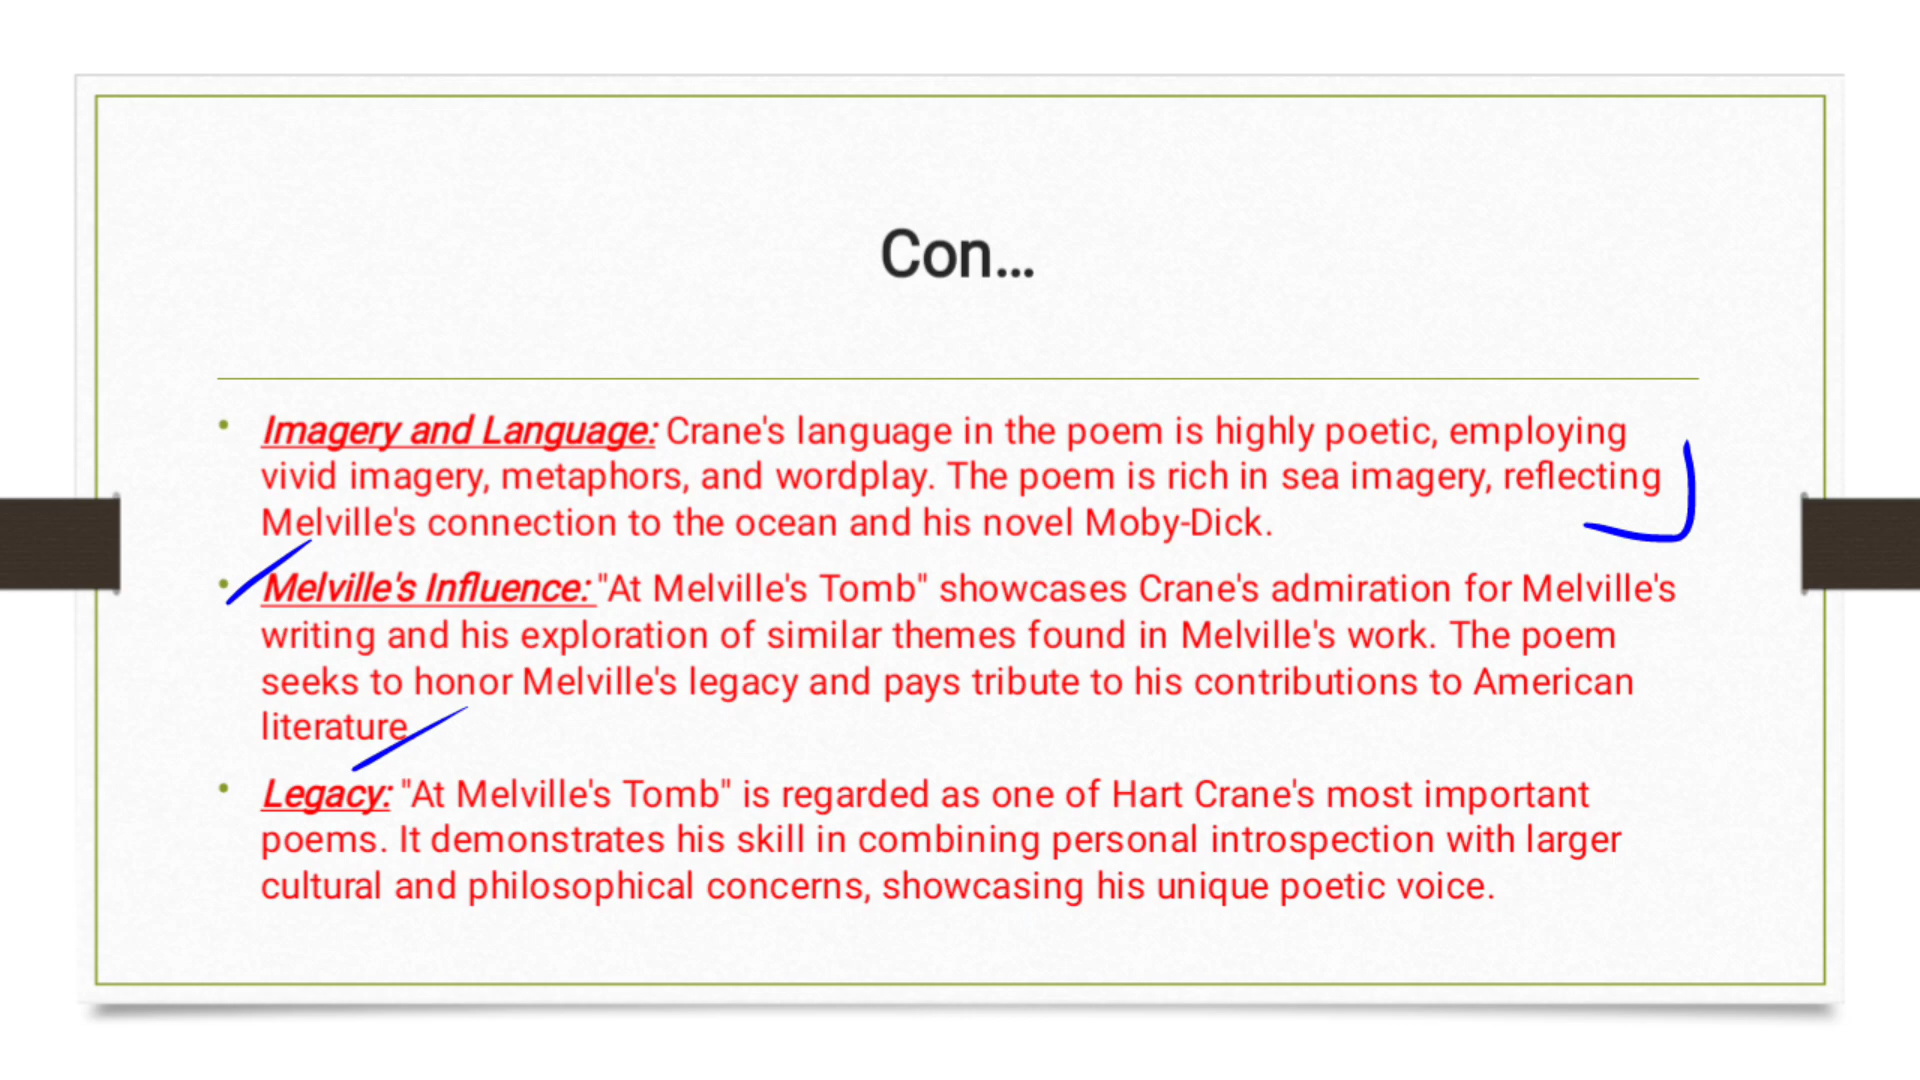 Con...
• Imagery and Language: Crane's language in the poem is highly poetic, employing
vivid imagery, metaphors, and wordplay. The poem is rich in sea imagery, reflecting
Melville's connection to the ocean and his novel Moby-Dick.
• Melville's Influence: "At Melville's Tomb" showcases Crane's admiration for Melville's
writing and his exploration of similar themes found in Melville's work. The poem
seeks to honor Melville's legacy and pays tribute to his contributions to American
literature.
• Legacy: "At Melville's Tomb" is regarded as one of Hart Crane's most important
poems. It demonstrates his skill in combining personal introspection with larger
cultural and philosophical concerns, showcasing his unique poetic voice.